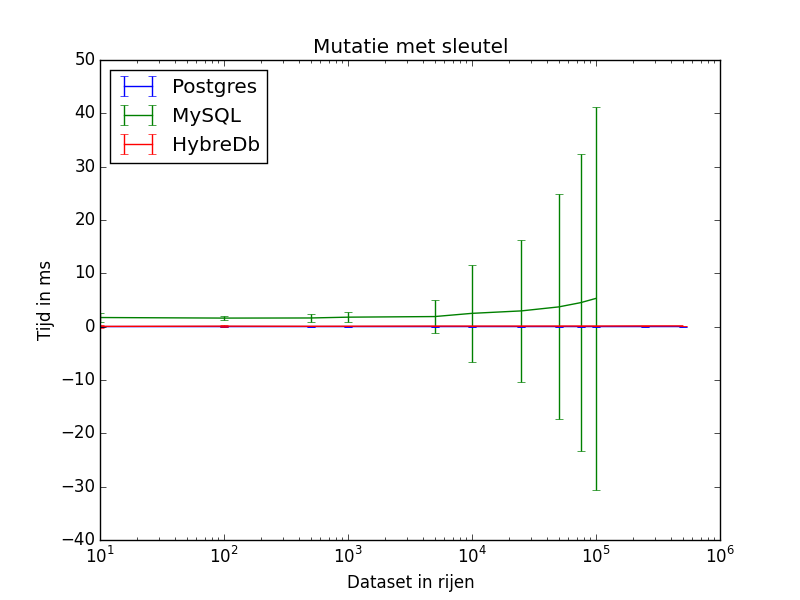 Mutatie met sleutel
Postgres
MySQL
HybreDb
Tijd in ms
50
40
30
20
10
0
−10
−20
−30
−40
10¹ 10² 10³ 10⁴ 10⁵ 10⁶
Dataset in rijen